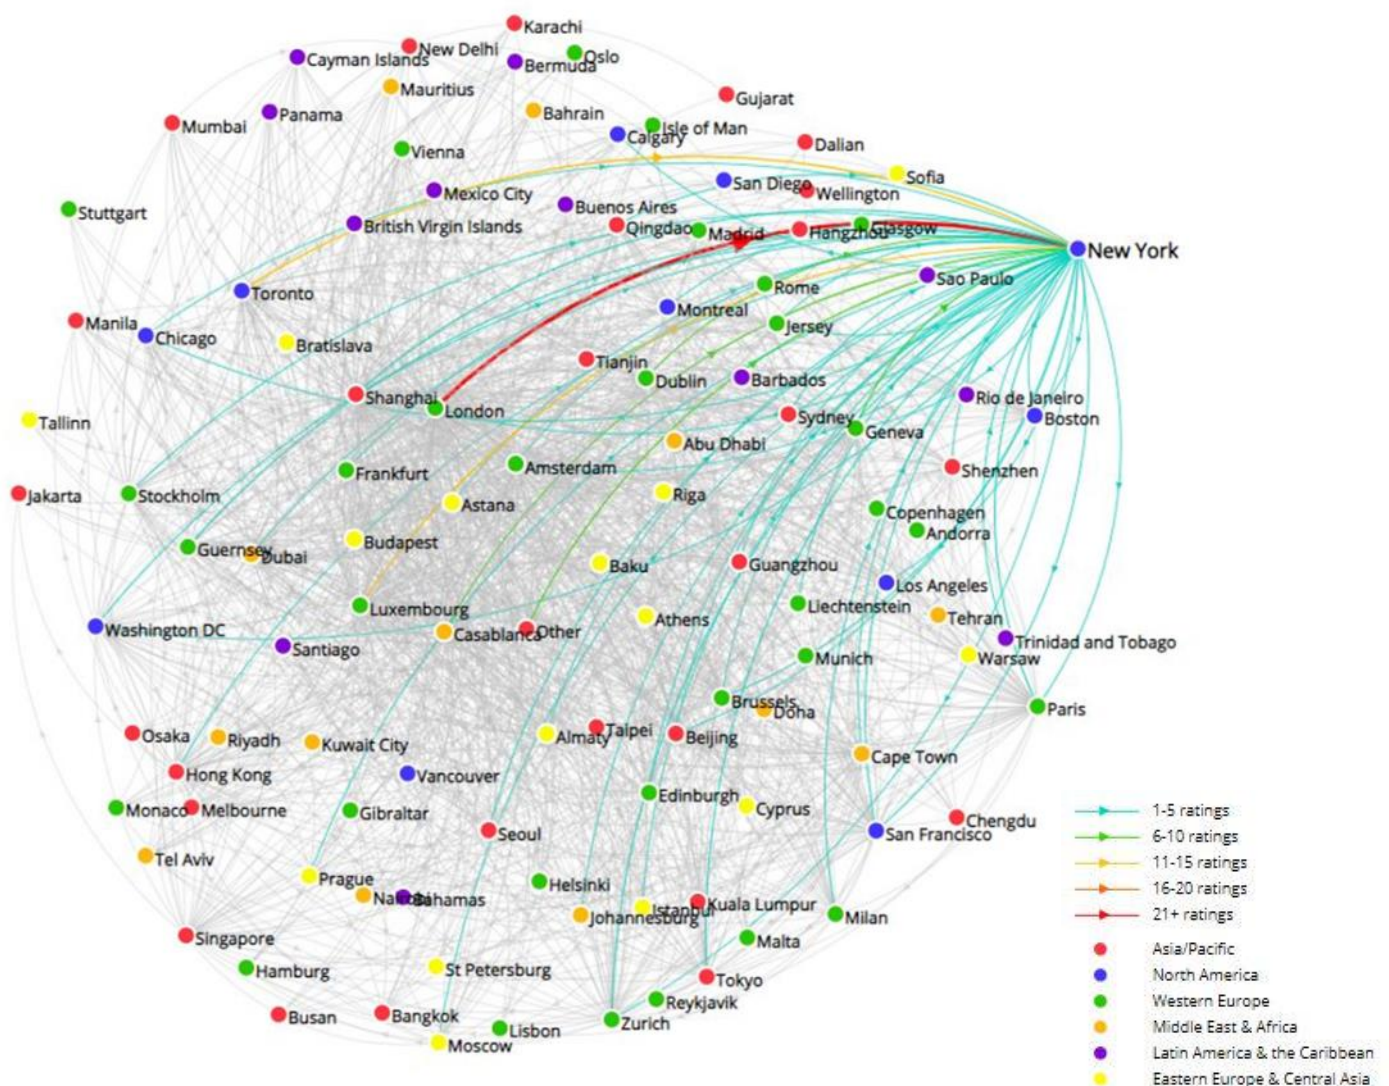 Karachi
New Delhi
Oslo
Cayman Islands
Bermuda
Mauritius
Gujarat
Bahrain
Panama
Mumbai
Isle of Man
Calgary
Dalian
Vienna
Sofia
San Diego
Mexico City
Wellington
Buenos Aires
Stuttgart
British Virgin Islands
Qingdao
Madrid
Hangzhou
Glasgow
New York
Sao Paulo
Rome
Toronto
Montreal
Manila
Jersey
Chicago
Bratislava
Tianjin
Dublin
Barbados
Shanghai
London
Rio de Janeiro
Sydney
Boston
Tallinn
Geneva
Abu Dhabi
Frankfurt
Amsterdam
Shenzhen
Jakarta
Stockholm
Riga
Astana
Copenhagen
Andorra
Budapest
Guernsey
Dubai
Baku
Guangzhou
Los Angeles
Luxembourg
Liechtenstein
Tehran
Athens
Washington DC
Casablanca
Other
Trinidad and Tobago
Santiago
Munich
Warsaw
Brussels
Doha
Paris
Osaka
Riyadh
Kuwait City
Almaty
Taipei
Beijing
Cape Town
Hong Kong
Vancouver
Edinburgh
Cyprus
Monaco
Melbourne
Gibraltar
Seoul
Chengdu
San Francisco
Tel Aviv
Prague
Helsinki
Nairobi
Bahamas
Johannesburg
Istanbul
Kuala Lumpur
Milan
Singapore
Malta
Hamburg
St Petersburg
Tokyo
Reykjavik
Busan
Bangkok
Lisbon
Zurich
Moscow
1-5 ratings
6-10 ratings
11-15 ratings
16-20 ratings
21+ ratings
Asia/Pacific
North America
Western Europe
Middle East & Africa
Latin America & the Caribbean
Eastern Europe & Central Asia